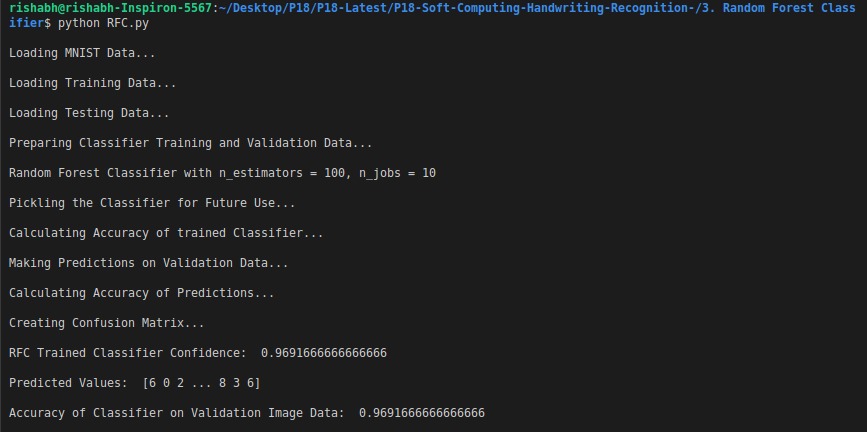 rishabh@rishabh-Inspiron-5567:~/Desktop/P18/P18-Latest/P18-Soft-Computing-Handwriting-Recognition-/3. Random Forest Class
ifier$ python RFC.py
Loading MNIST Data...
Loading Training Data...
Loading Testing Data...
Preparing Classifier Training and Validation Data...
Random Forest Classifier with n_estimators = 100, n_jobs = 10
Pickling the Classifier for Future Use...
Calculating Accuracy of trained Classifier...
Making Predictions on Validation Data...
Calculating Accuracy of Predictions...
Creating Confusion Matrix...
RFC Trained Classifier Confidence:  0.9691666666666666
Predicted Values:  [6 0 2 ... 8 3 6]
Accuracy of Classifier on Validation Image Data:  0.9691666666666666